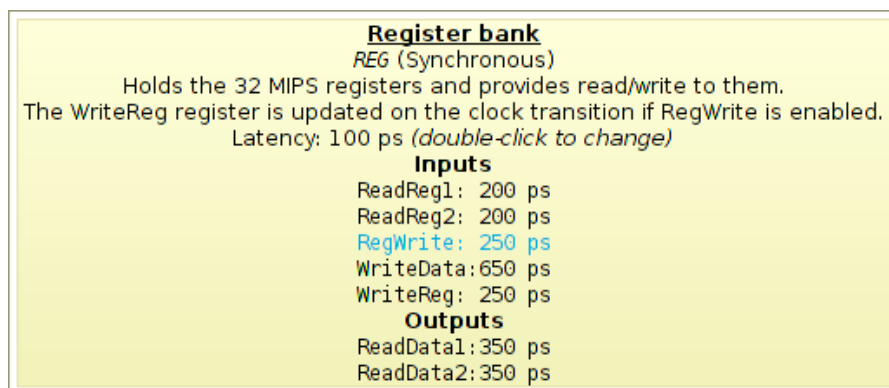 Register bank
REG (Synchronous)
Holds the 32 MIPS registers and provides read/write to them.
The WriteReg register is updated on the clock transition if RegWrite is enabled.
Latency: 100 ps (double-click to change)
Inputs
ReadReg1: 200 ps
ReadReg2: 200 ps
RegWrite: 250 ps
WriteData:650 ps
WriteReg: 250 ps
Outputs
ReadData1:350 ps
ReadData2:350 ps